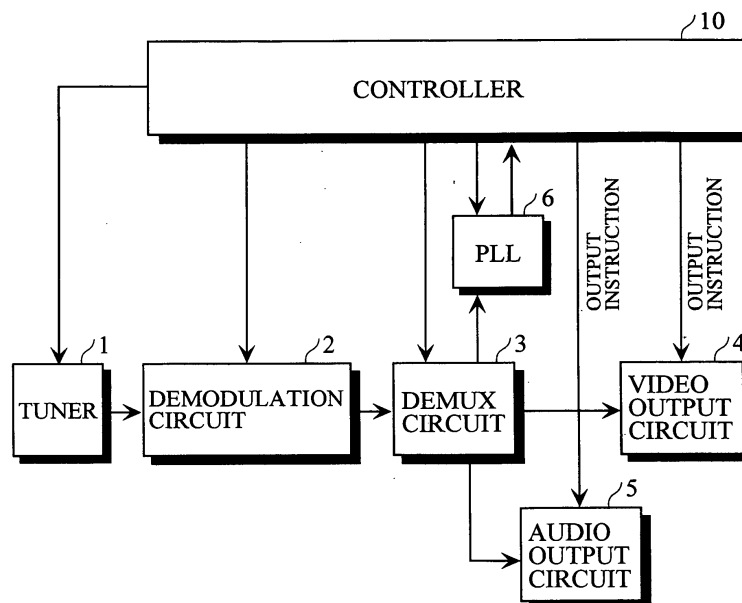 10
CONTROLLER
6
PLL
OUTPUT
INSTRUCTION
OUTPUT
INSTRUCTION
1
TUNER
2
DEMODULATION
CIRCUIT
3
DEMUX
CIRCUIT
4
VIDEO
OUTPUT
CIRCUIT
5
AUDIO
OUTPUT
CIRCUIT